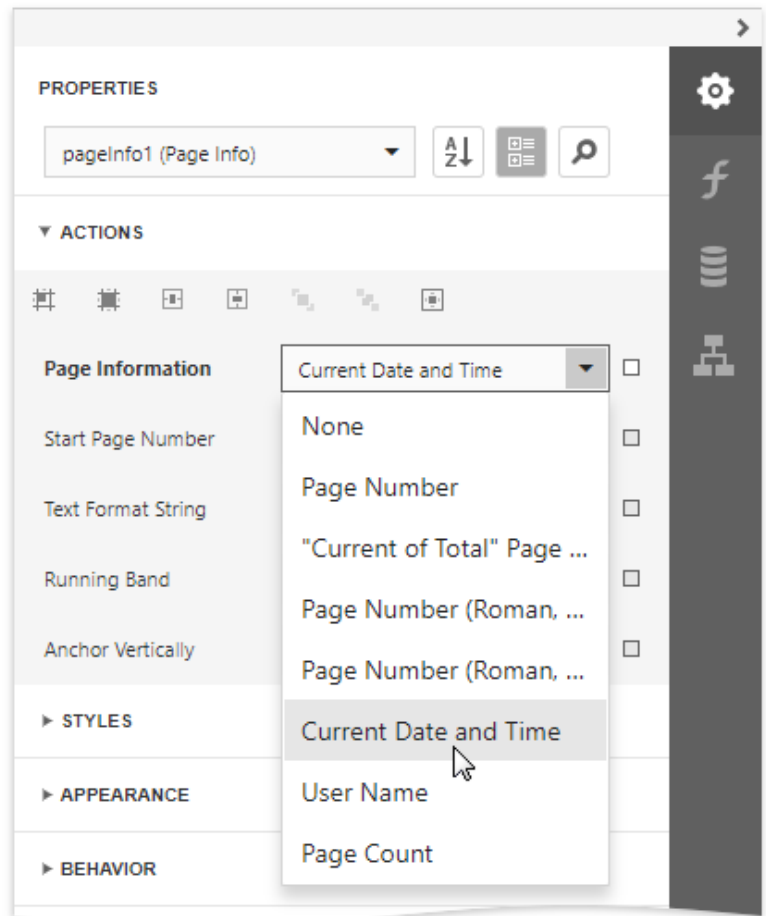 PROPERTIES
pageInfo1 (Page Info)
A
Z
ACTIONS
Page Information
Current Date and Time
None
Start Page Number
Page Number
Text Format String
"Current of Total" Page ...
Running Band
Page Number (Roman, ...
Anchor Vertically
Page Number (Roman, ...
STYLES
Current Date and Time
APPEARANCE
User Name
BEHAVIOR
Page Count